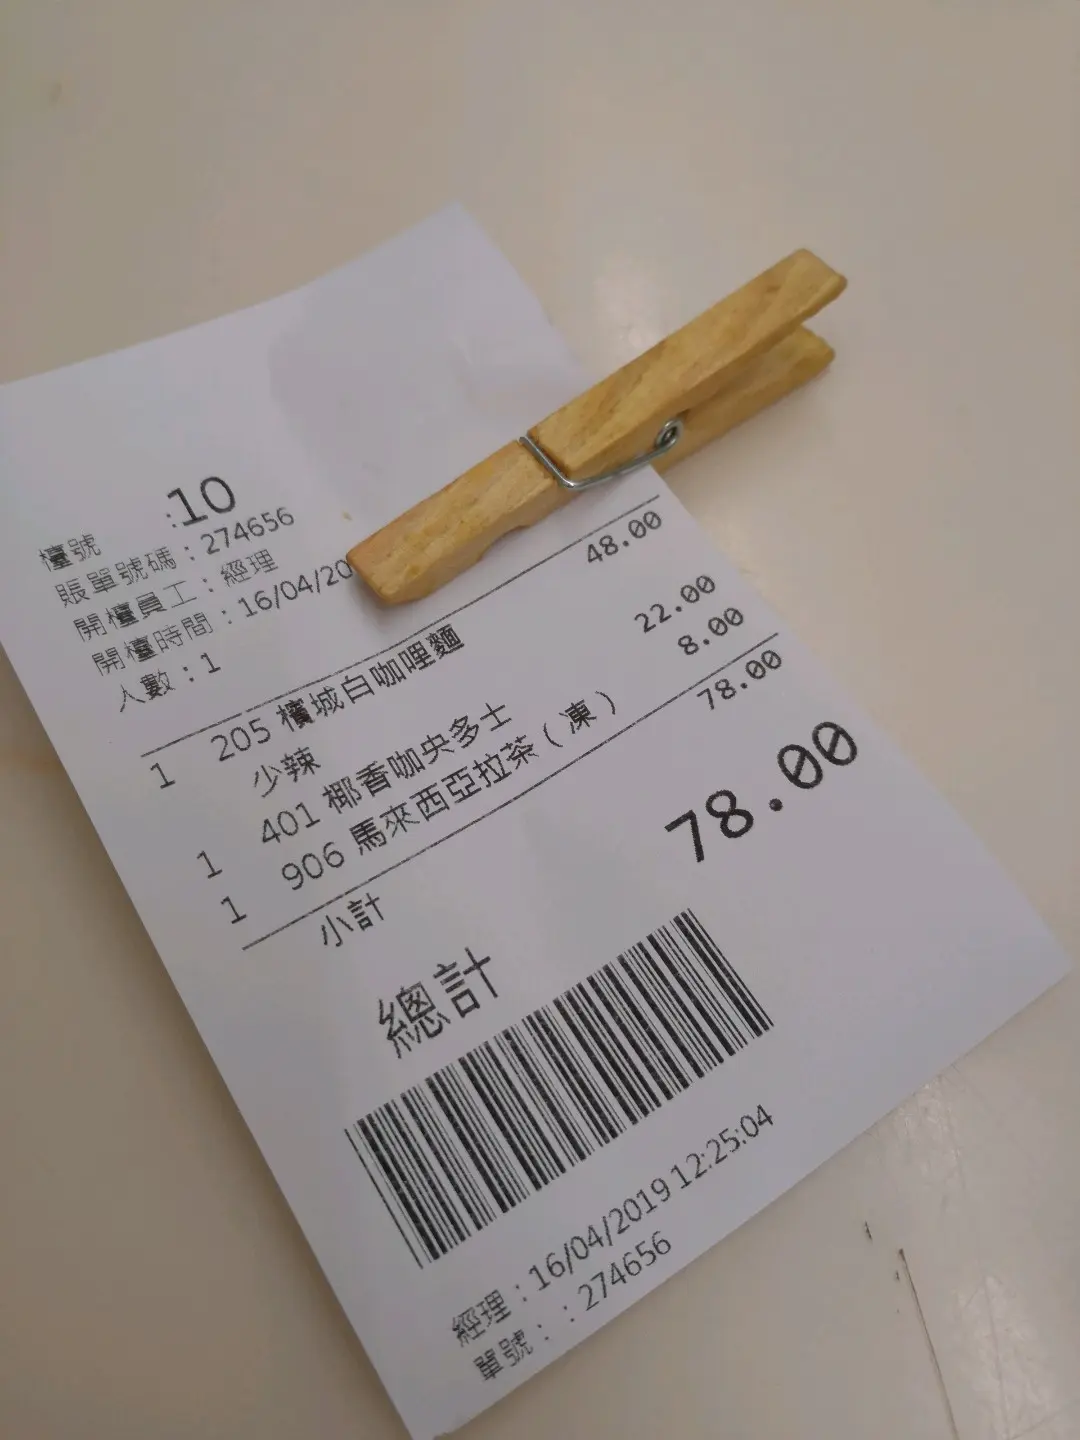 檯號 :10
賬單號碼：274656
開檯員工：經理
開檯時間：16/04/20
人數：1
1 205 檳城白咖哩麵 48.00
少辣
1 401 椰香咖央多士 22.00
1 906 馬來西亞拉茶（凍） 8.00
小計 78.00
總計 78.00
經理：16/04/2019 12:25:04
單號：：274656